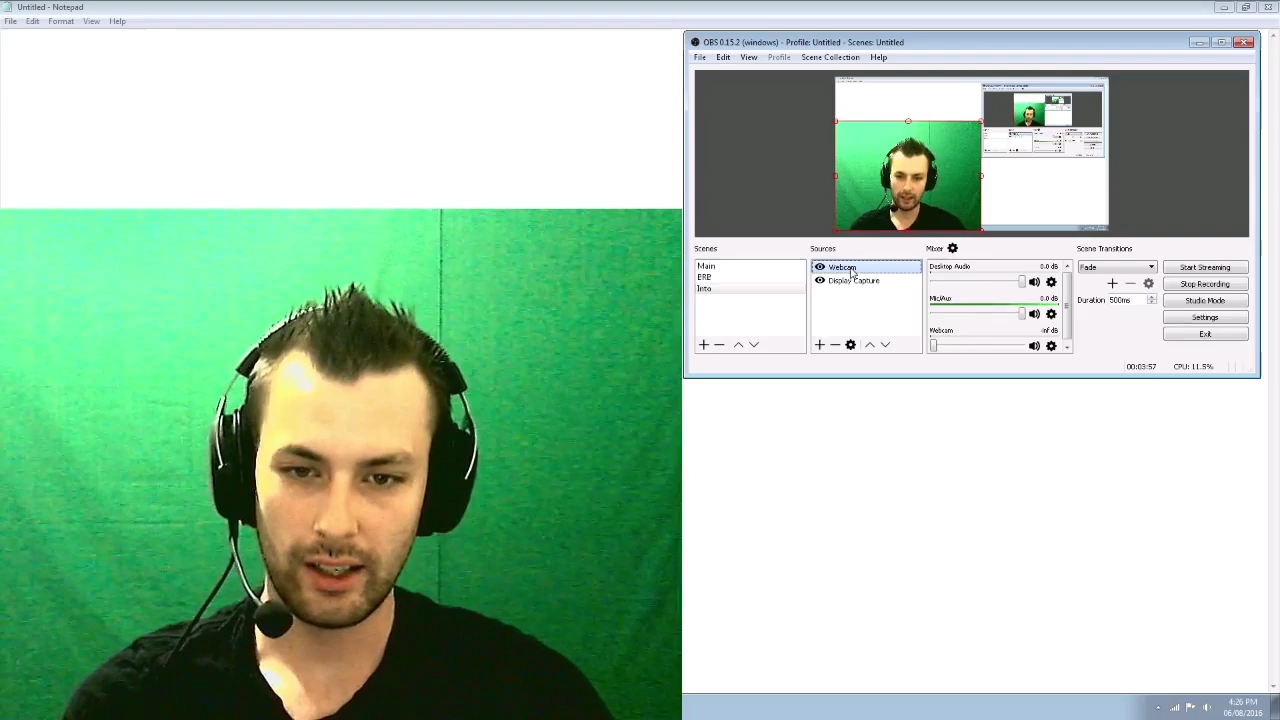 Untitled - Notepad
File Edit Format View Help
OBS 0.15.2 (windows) - Profile: Untitled - Scenes: Untitled
File Edit View Profile Scene Collection Help
Scenes
Main
BRB
Into
Sources
Webcam
Display Capture
Mixer
Desktop Audio 0.0 dB
Mic/Aux 0.0 dB
Webcam -inf dB
Scene Transitions
Fade
Duration 500ms
Start Streaming
Stop Recording
Studio Mode
Settings
Exit
00:03:57 CPU: 11.5%
4:26 PM
06/08/2016